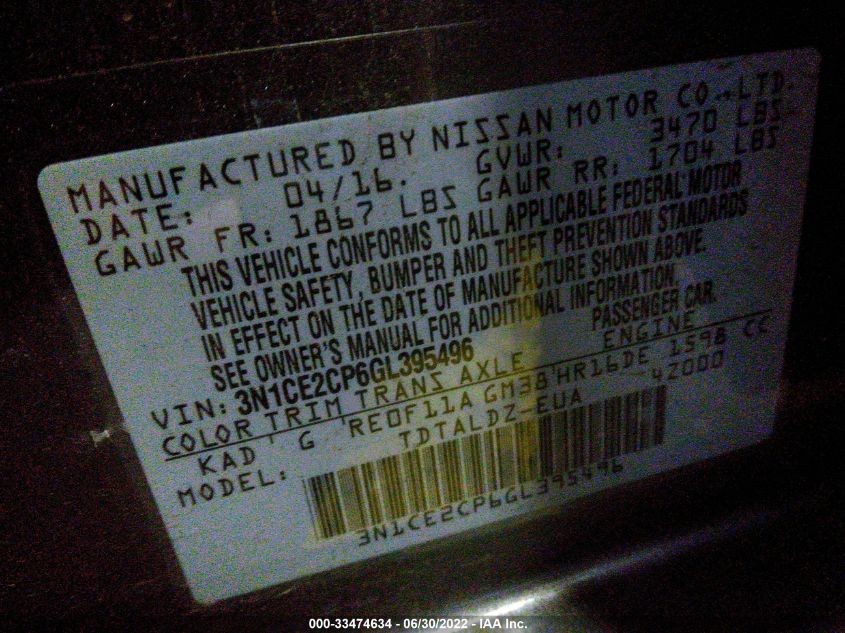 MANUFACTURED BY NISSAN MOTOR CO.,LTD.
DATE: 04/16. GVWR: 3470 LBS
GAWR FR: 1867 LBS GAWR RR: 1704 LBS
THIS VEHICLE CONFORMS TO ALL APPLICABLE FEDERAL MOTOR
VEHICLE SAFETY, BUMPER AND THEFT PREVENTION STANDARDS
IN EFFECT ON THE DATE OF MANUFACTURE SHOWN ABOVE.
SEE OWNER'S MANUAL FOR ADDITIONAL INFORMATION.
VIN: 3N1CE2CP6GL395496 PASSENGER CAR.
COLOR TRIM TRANS AXLE ENGINE
KAD G RE0F11A GM38 HR16DE 1598 CC
MODEL: TDTALDZ-EUA -42000
3N1CE2CP6GL395496
000-33474634 - 06/30/2022 - IAA Inc.